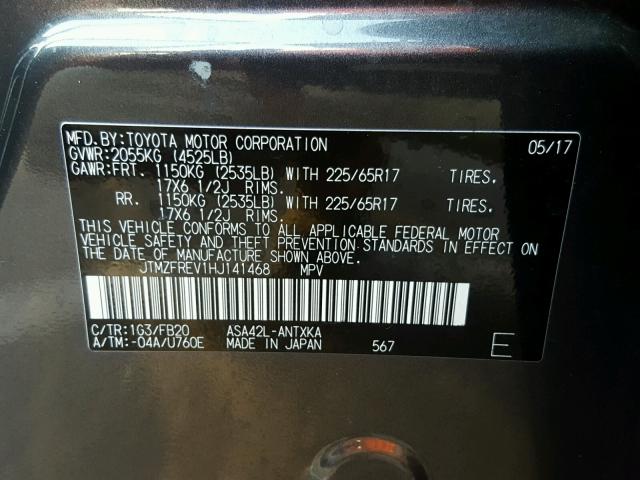 MFD.BY:TOYOTA MOTOR CORPORATION 05/17
GVWR:2055KG (4525LB)
GAWR:FRT. 1150KG (2535LB) WITH 225/65R17 TIRES.
17X6 1/2J RIMS.
RR. 1150KG (2535LB) WITH 225/65R17 TIRES.
17X6 1/2J RIMS.
THIS VEHICLE CONFORMS TO ALL APPLICABLE FEDERAL MOTOR
VEHICLE SAFETY AND THEFT PREVENTION STANDARDS IN EFFECT ON
THE DATE OF MANUFACTURE SHOWN ABOVE.
JTMZFREV1HJ141468 MPV
C/TR:1G3/FB20 ASA42L-ANTXKA
A/TM:-04A/U760E MADE IN JAPAN 567 E